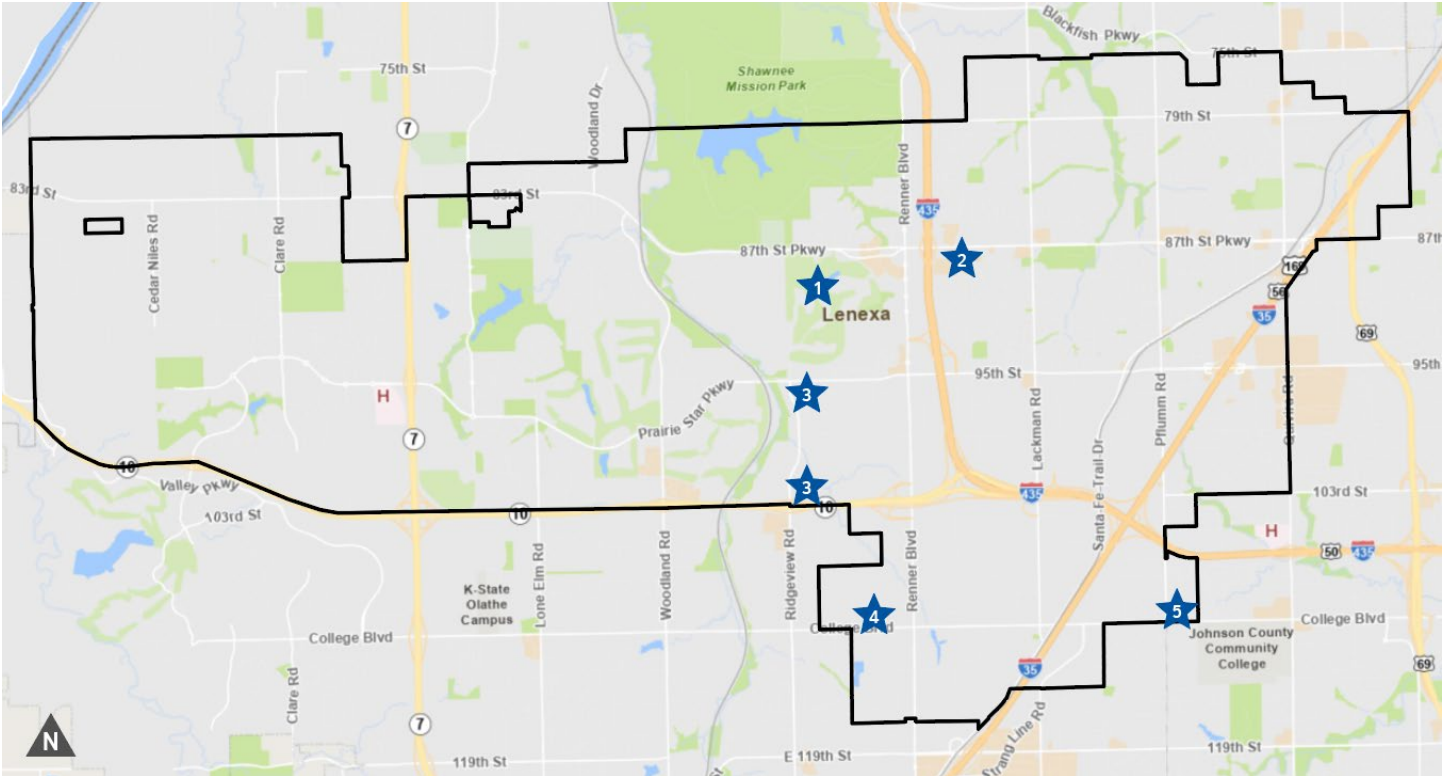 Blackfish Pkwy
75th St
75th St
Shawnee
Mission Park
7
Woodland Dr
79th St
83rd St
83rd St
Renner Blvd
435
Cedar Niles Rd
Clare Rd
87th St Pkwy
87th St Pkwy
87th
2
1
Lenexa
169
56
35
69
95th St
95th
3
H
Prairie Star Pkwy
Lackman Rd
Pflumm Rd
Quivira Rd
7
Santa-Fe-Trail-Dr
10
Valley Pkwy
103rd St
10
3
10
435
103rd St
H
50
435
Lone Elm Rd
Woodland Rd
Ridgeview Rd
Renner Blvd
K-State
Olathe
Campus
College Blvd
4
College Blvd
5
College Blvd
Johnson County
Community
College
35
69
Clare Rd
7
N
119th St
E 119th St
Strang Line Rd
119th St